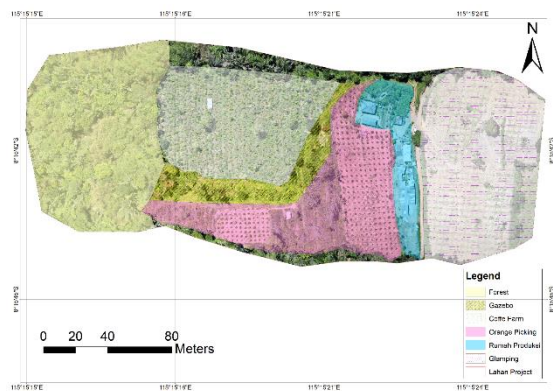 115°15'15"E
115°15'18"E
115°15'21"E
115°15'24"E
N
Legend
Forest
Gazebo
Coffe Farm
Orange Picking
Rumah Produksi
Glamping
Lahan Project
0 20 40 80
Meters
115°15'15"E
115°15'18"E
115°15'21"E
115°15'24"E